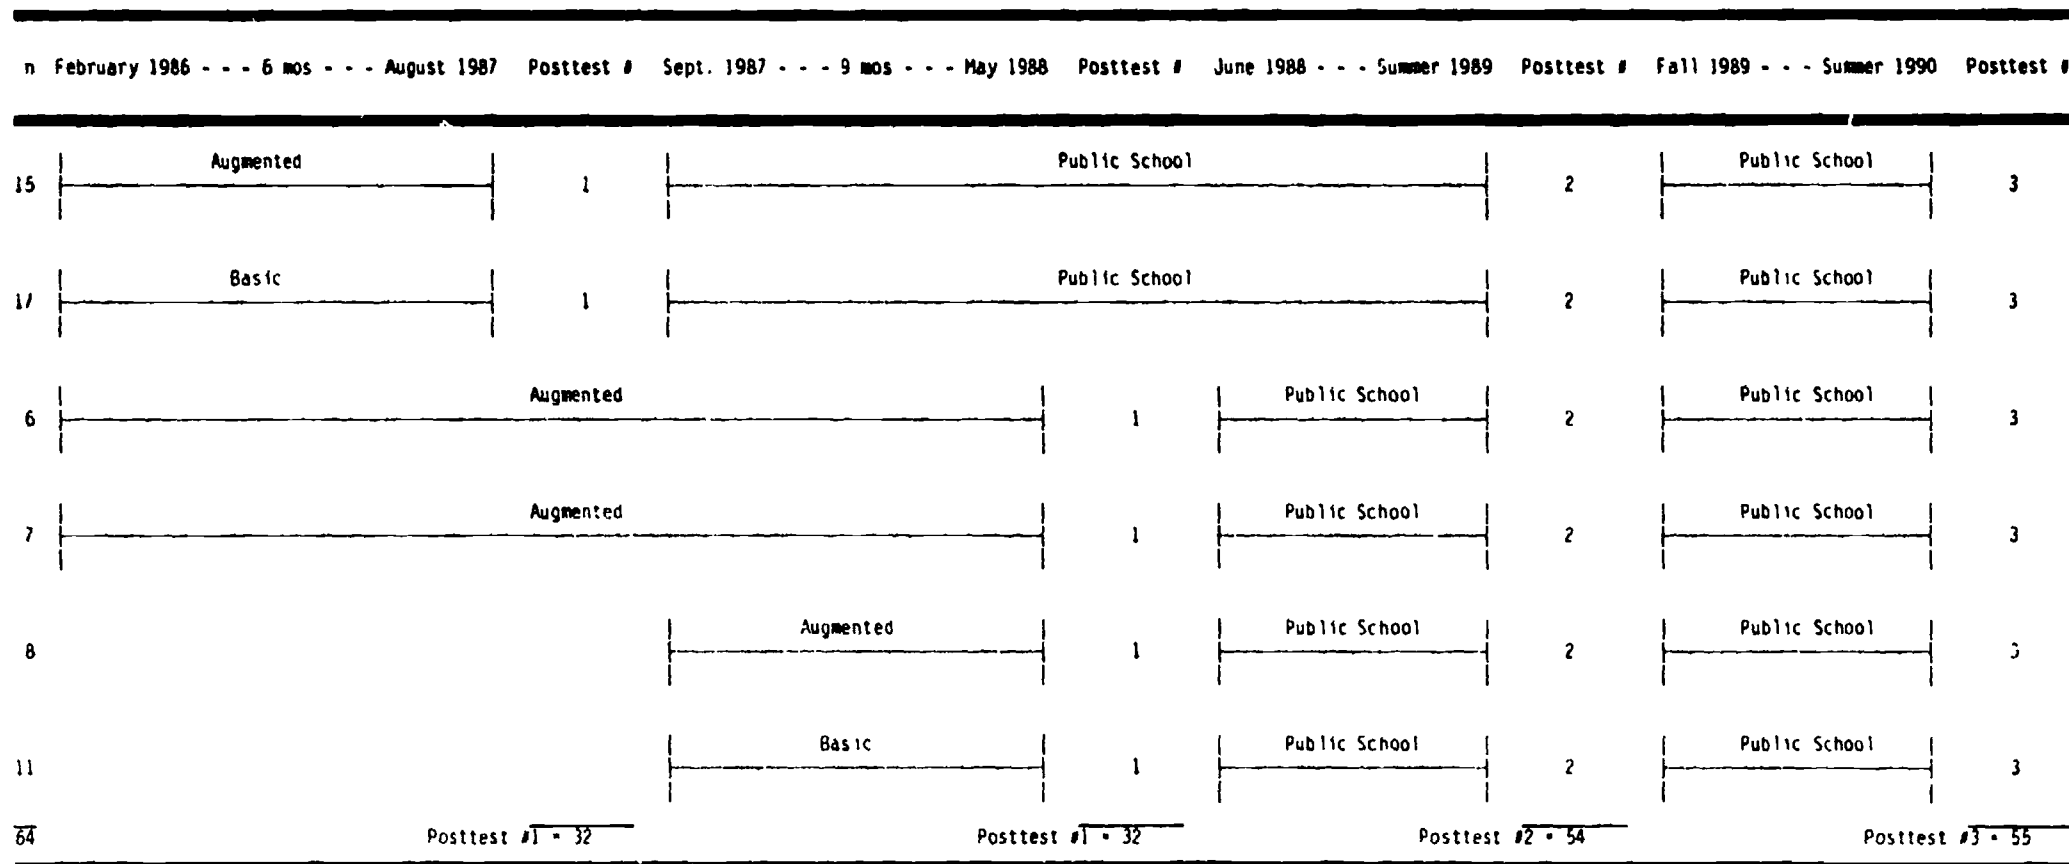 n February 1986 - - - 6 mos - - - August 1987 Posttest # Sept. 1987 - - - 9 mos - - - May 1988 Posttest # June 1988 - - - Summer 1989 Posttest # Fall 1989 - - - Summer 1990 Posttest #
Augmented Public School Public School
15 1 2 3
Basic Public School Public School
17 1 2 3
Augmented Public School Public School
6 1 2 3
Augmented Public School Public School
7 1 2 3
Augmented Public School Public School
8 1 2
Basic Public School Public School
11 1 2 3
64 Posttest #1 = 32 Posttest #1 = 32 Posttest #2 = 54 Posttest #3 = 55